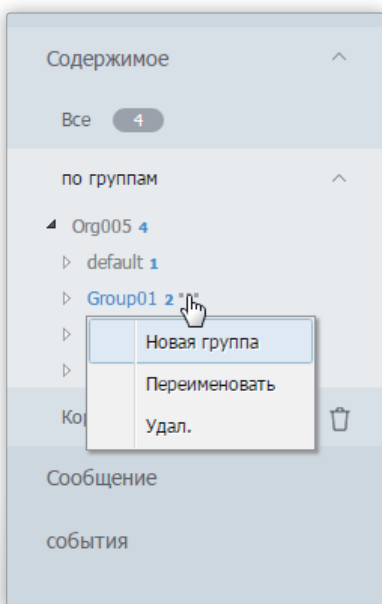 Содержимое
Все 4
по группам
Org005 4
default 1
Group01 2
Новая группа
Переименовать
Удал.
Сообщение
события